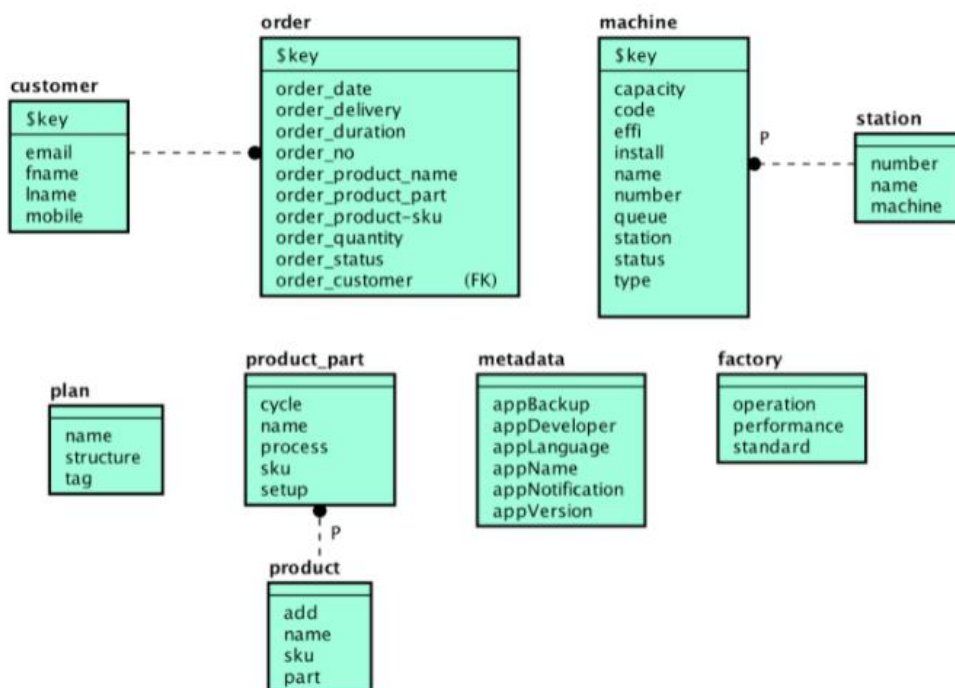 customer
$key
email
fname
lname
mobile
order
$key
order_date
order_delivery
order_duration
order_no
order_product_name
order_product_part
order_product-sku
order_quantity
order_status
order_customer (FK)
machine
$key
capacity
code
effi
install
name
number
queue
station
status
type
P
station
number
name
machine
plan
name
structure
tag
product_part
cycle
name
process
sku
setup
P
product
add
name
sku
part
metadata
appBackup
appDeveloper
appLanguage
appName
appNotification
appVersion
factory
operation
performance
standard